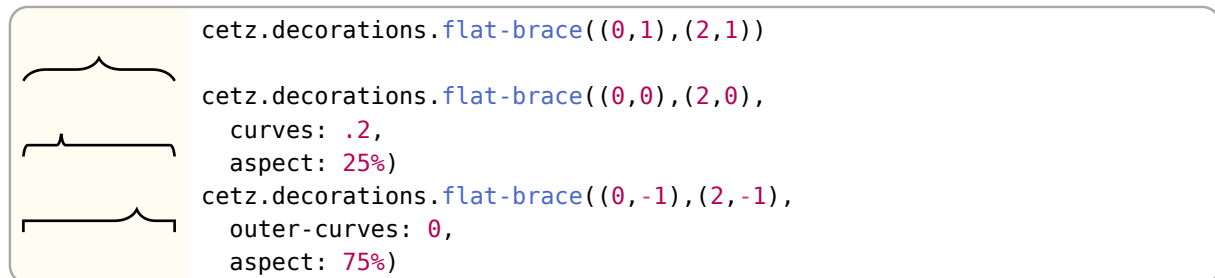 cetz.decorations.flat-brace((0,1),(2,1))
cetz.decorations.flat-brace((0,0),(2,0),
  curves: .2,
  aspect: 25%)
cetz.decorations.flat-brace((0,-1),(2,-1),
  outer-curves: 0,
  aspect: 75%)